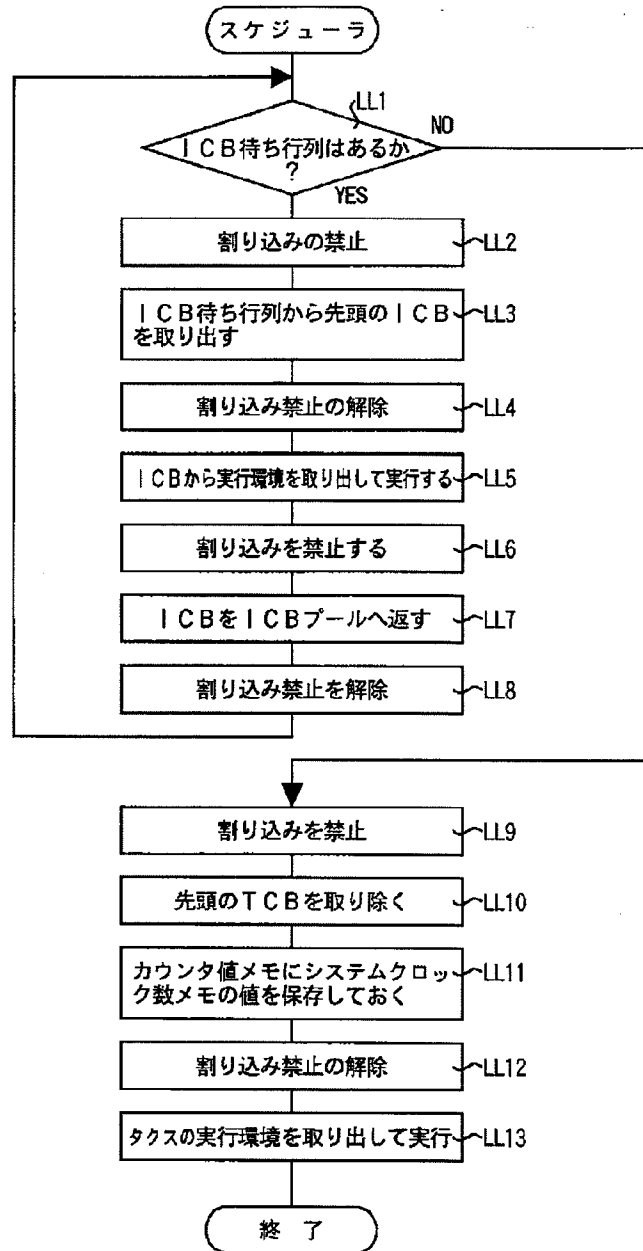 スケジューラ
LL1
NO
ICB待ち行列はあるか
?
YES
割り込みの禁止
LL2
ICB待ち行列から先頭のICB
を取り出す
LL3
割り込み禁止の解除
LL4
ICBから実行環境を取り出して実行する
LL5
割り込みを禁止する
LL6
ICBをICBプールへ返す
LL7
割り込み禁止を解除
LL8
割り込みを禁止
LL9
先頭のTCBを取り除く
LL10
カウンタ値メモにシステムクロッ
ク数メモの値を保存しておく
LL11
割り込み禁止の解除
LL12
タクスの実行環境を取り出して実行
LL13
終了